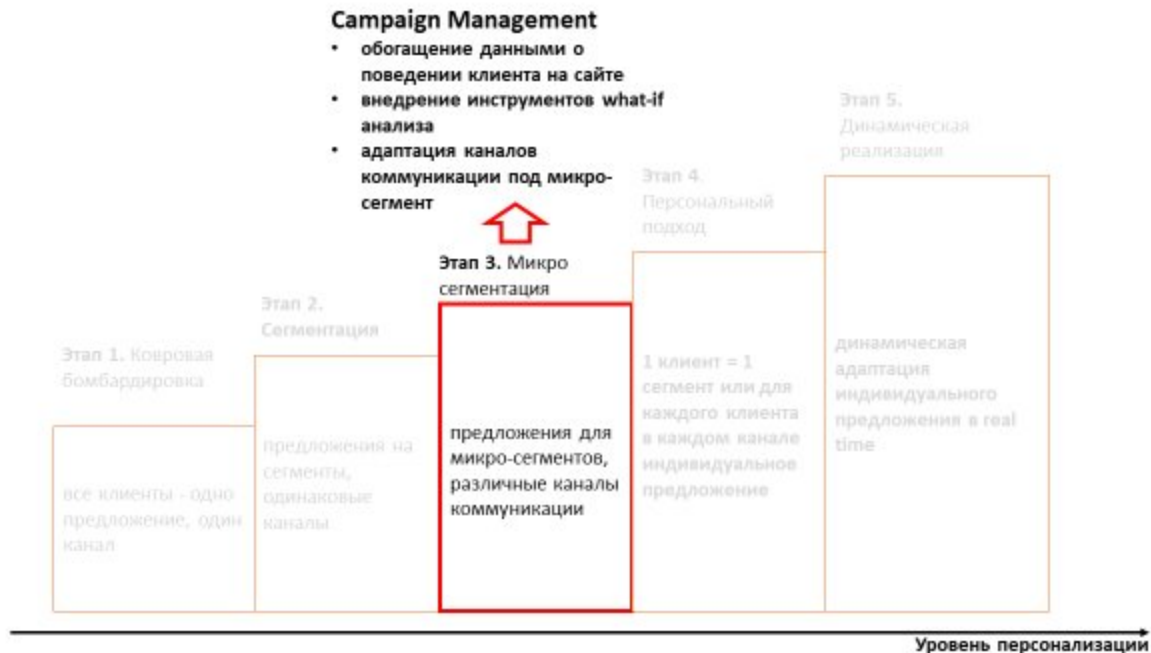 Campaign Management
• обогащение данными о
поведении клиента на сайте
• внедрение инструментов what-if
анализа
• адаптация каналов
коммуникации под микро-
сегмент
Этап 1. Ковровая
бомбардировка
все клиенты - одно
предложение, один
канал
Этап 2.
Сегментация
предложения на
сегменты,
одинаковые
каналы
Этап 3. Микро
сегментация
предложения для
микро-сегментов,
различные каналы
коммуникации
Этап 4.
Персональный
подход
1 клиент = 1
сегмент или для
каждого клиента
в каждом канале
индивидуальное
предложение
Этап 5.
Динамическая
реализация
динамическая
адаптация
индивидуального
предложения в real
time
Уровень персонализации